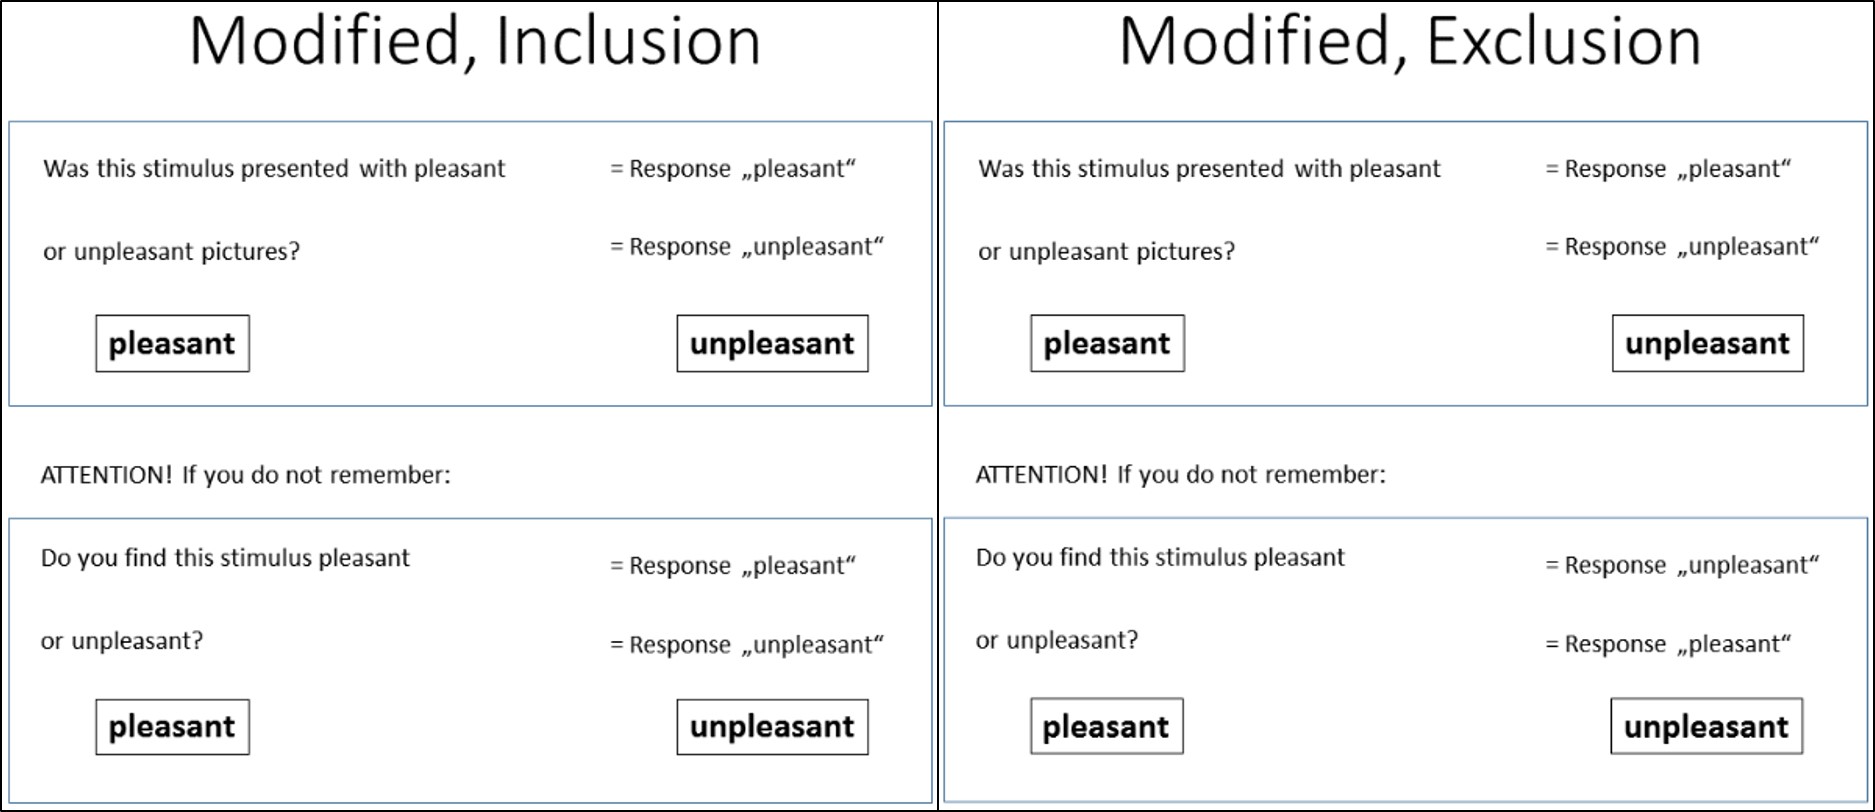 Modified, Inclusion
Was this stimulus presented with pleasant = Response „pleasant“
or unpleasant pictures? = Response „unpleasant“
pleasant unpleasant
ATTENTION! If you do not remember:
Do you find this stimulus pleasant = Response „pleasant“
or unpleasant? = Response „unpleasant“
pleasant unpleasant
Modified, Exclusion
Was this stimulus presented with pleasant = Response „pleasant“
or unpleasant pictures? = Response „unpleasant“
pleasant unpleasant
ATTENTION! If you do not remember:
Do you find this stimulus pleasant = Response „unpleasant“
or unpleasant? = Response „pleasant“
pleasant unpleasant